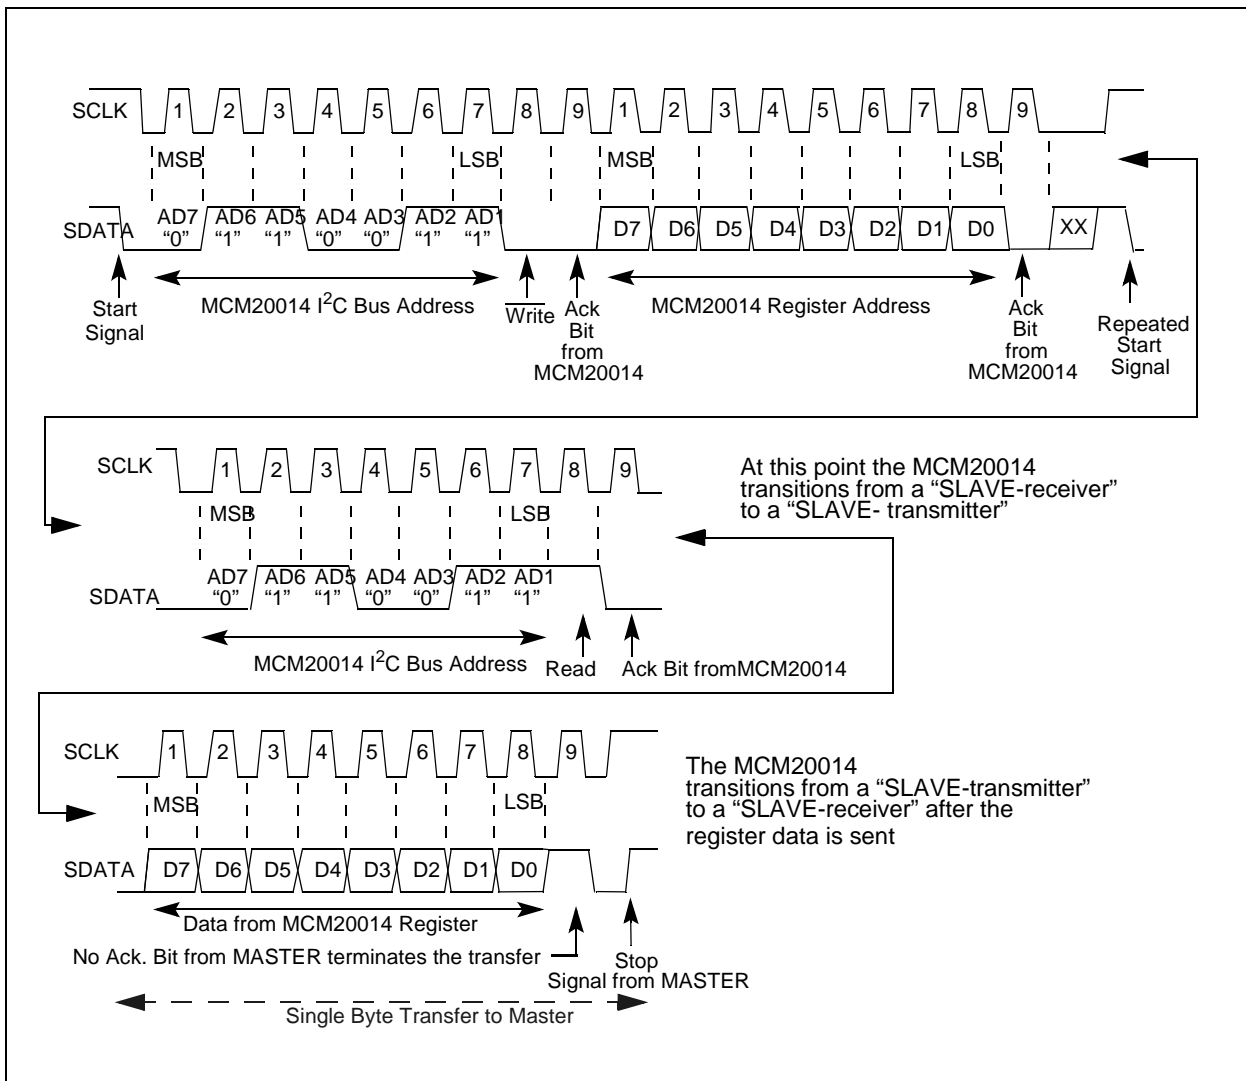 SCLK 1 2 3 4 5 6 7 8 9 1 2 3 4 5 6 7 8 9
MSB LSB MSB LSB
SDATA AD7 AD6 AD5 AD4 AD3 AD2 AD1 D7 D6 D5 D4 D3 D2 D1 D0 XX
“0” “1” “1” “0” “0” “1” “1”
Start
Signal
MCM20014 I2C Bus Address
Write
Ack
Bit
from
MCM20014
MCM20014 Register Address
Ack
Bit
from
MCM20014
Repeated
Start
Signal
SCLK 1 2 3 4 5 6 7 8 9
MSB LSB
At this point the MCM20014
transitions from a “SLAVE-receiver”
to a “SLAVE- transmitter”
SDATA AD7 AD6 AD5 AD4 AD3 AD2 AD1
“0” “1” “1” “0” “0” “1” “1”
MCM20014 I2C Bus Address
Read
Ack Bit fromMCM20014
SCLK 1 2 3 4 5 6 7 8 9
MSB LSB
The MCM20014
transitions from a “SLAVE-transmitter”
to a “SLAVE-receiver” after the
register data is sent
SDATA D7 D6 D5 D4 D3 D2 D1 D0
Data from MCM20014 Register
No Ack. Bit from MASTER terminates the transfer
Stop
Signal from MASTER
Single Byte Transfer to Master